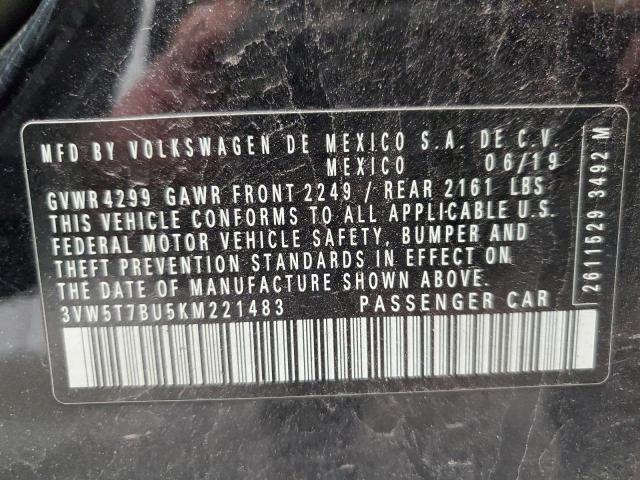 MFD BY VOLKSWAGEN DE MEXICO S.A. DE C.V.
MEXICO 06/19
GVWR 4299 GAWR FRONT 2249 / REAR 2161 LBS
THIS VEHICLE CONFORMS TO ALL APPLICABLE U.S.
FEDERAL MOTOR VEHICLE SAFETY, BUMPER AND
THEFT PREVENTION STANDARDS IN EFFECT ON
THE DATE OF MANUFACTURE SHOWN ABOVE.
3VW5T7BU5KM221483 PASSENGER CAR
2611529 3492 M